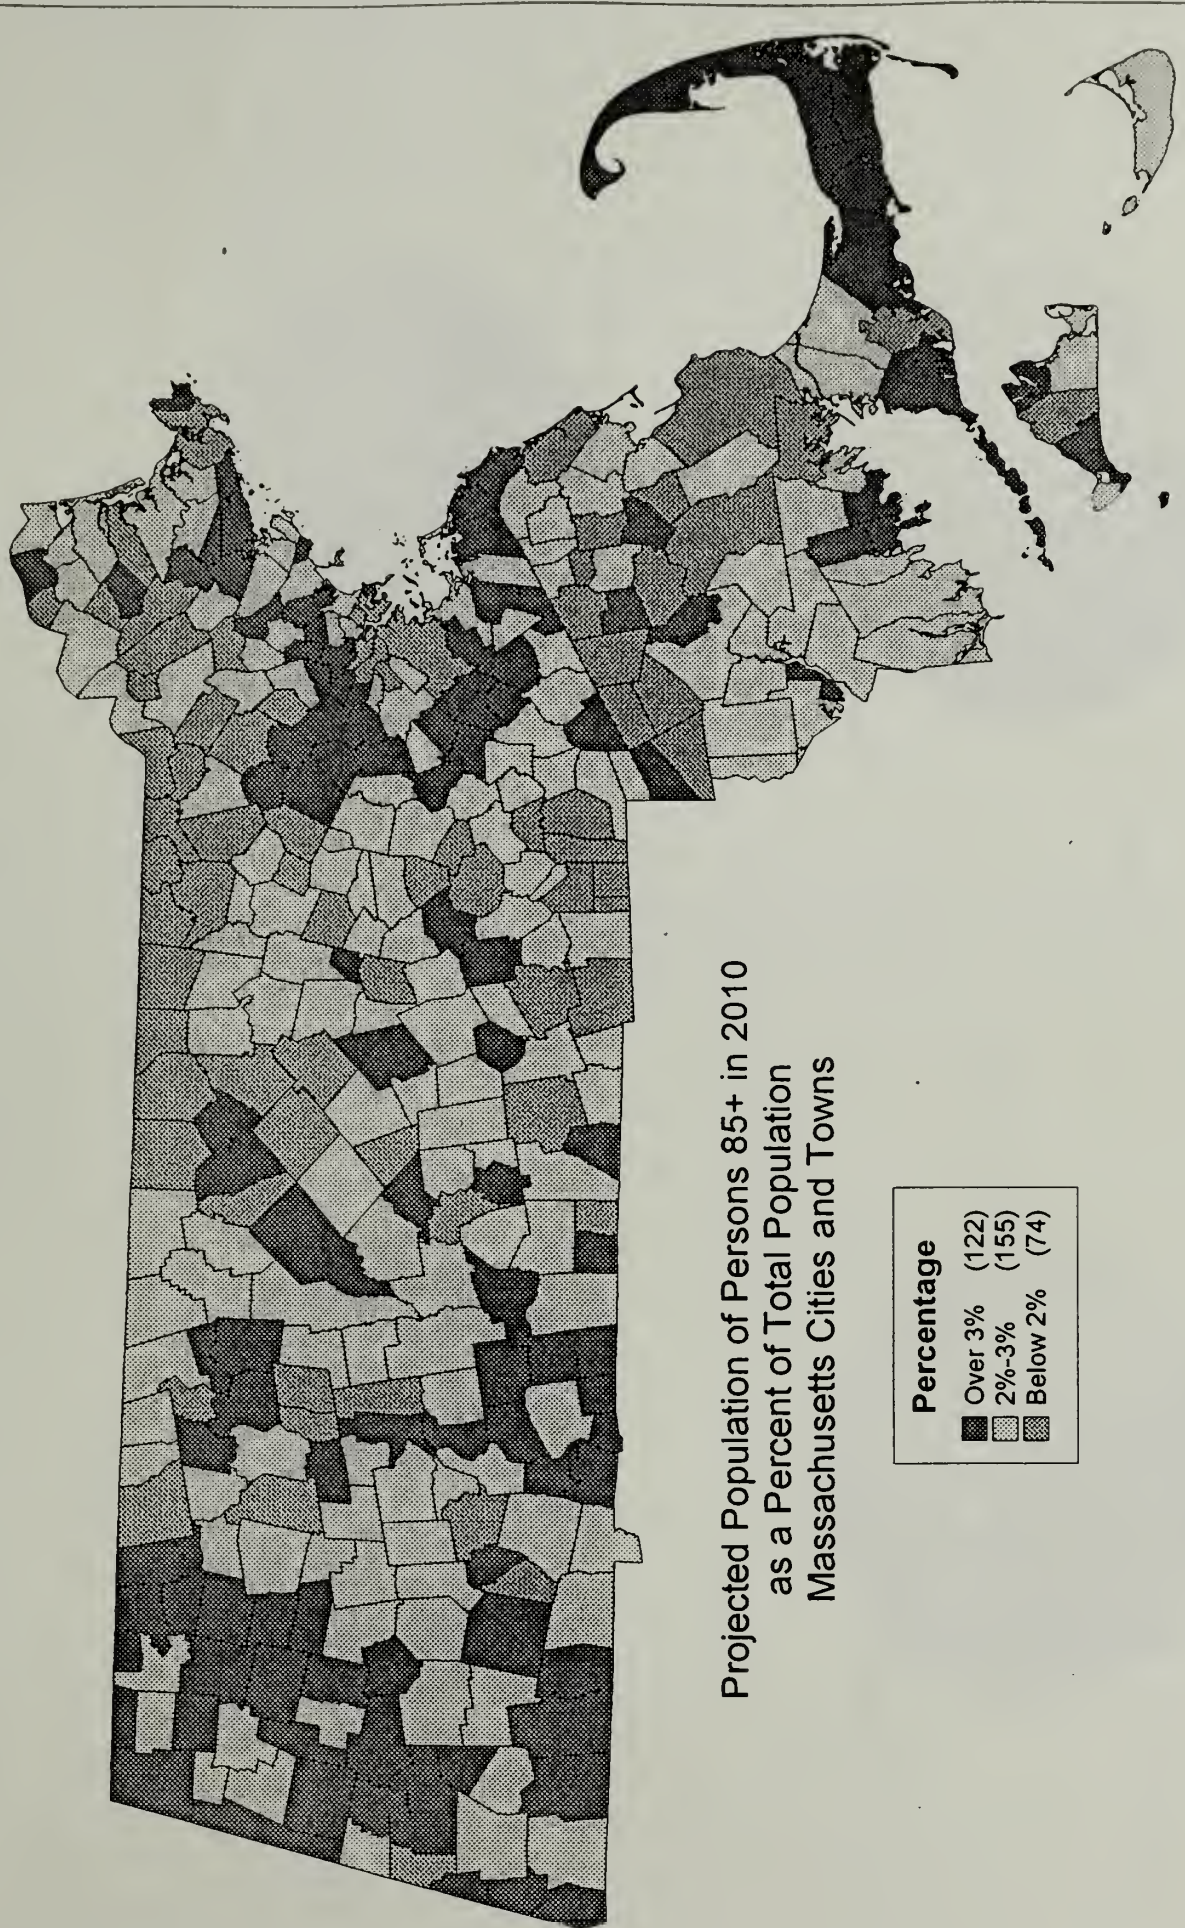 Projected Population of Persons 85+ in 2010
as a Percent of Total Population
Massachusetts Cities and Towns
Percentage
Over 3% (122)
2%-3% (155)
Below 2% (74)